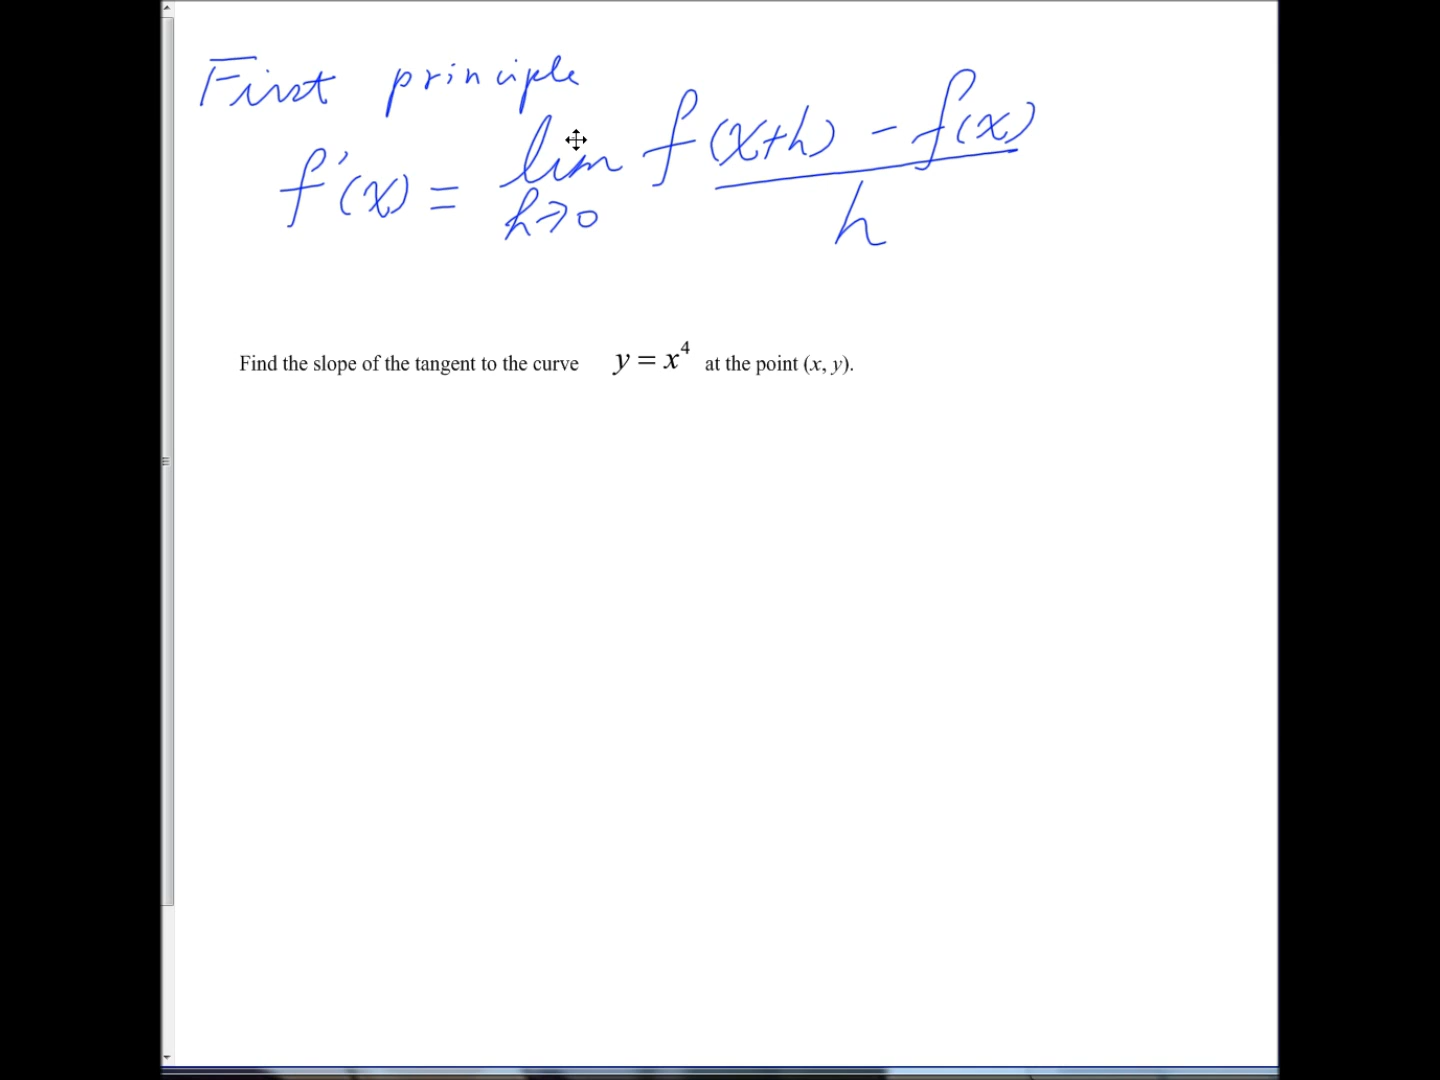 First principle
f'(x) = lim h→0 f(x+h) - f(x) / h
Find the slope of the tangent to the curve y = x⁴ at the point (x, y).